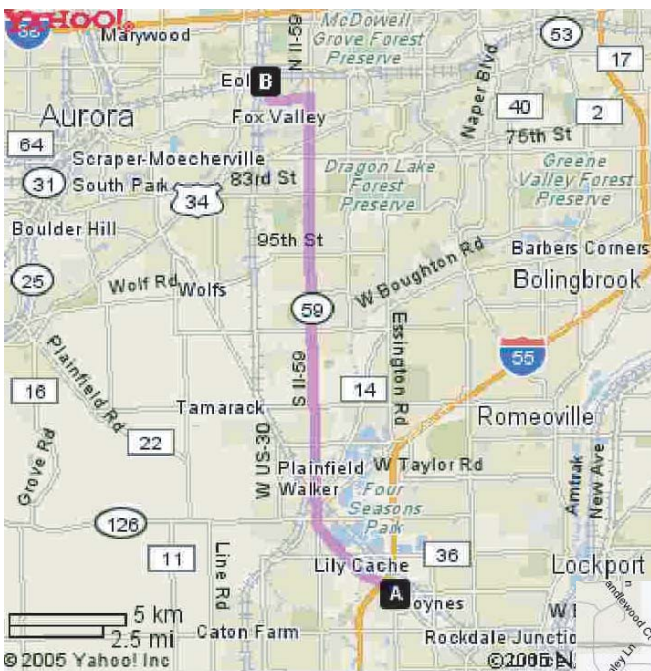 YAHOO!
88
Marywood
N Il-59
McDowell
Grove Forest
Preserve
53
17
Eol
B
Aurora
Fox Valley
Naper Blvd
40
2
75th St
64
Scraper-Moecherville
31
South Park
83rd St
34
Dragon Lake
Forest
Preserve
Greene
Valley Forest
Preserve
Boulder Hill
95th St
W Boughton Rd
Barbers Corners
25
Wolf Rd
Wolfs
Bolingbrook
59
Essington Rd
55
Plainfield Rd
16
S Il-59
14
Tamarack
Romeoville
22
Grove Rd
W US-30
Plainfield
Walker
W Taylor Rd
Amtrak
New Ave
Four
Seasons
Park
126
11
Line Rd
Lily Cache
36
Lockport
A
oynes
5 km
2.5 mi
Caton Farm
Rockdale Junctio
© 2005 Yahoo! Inc